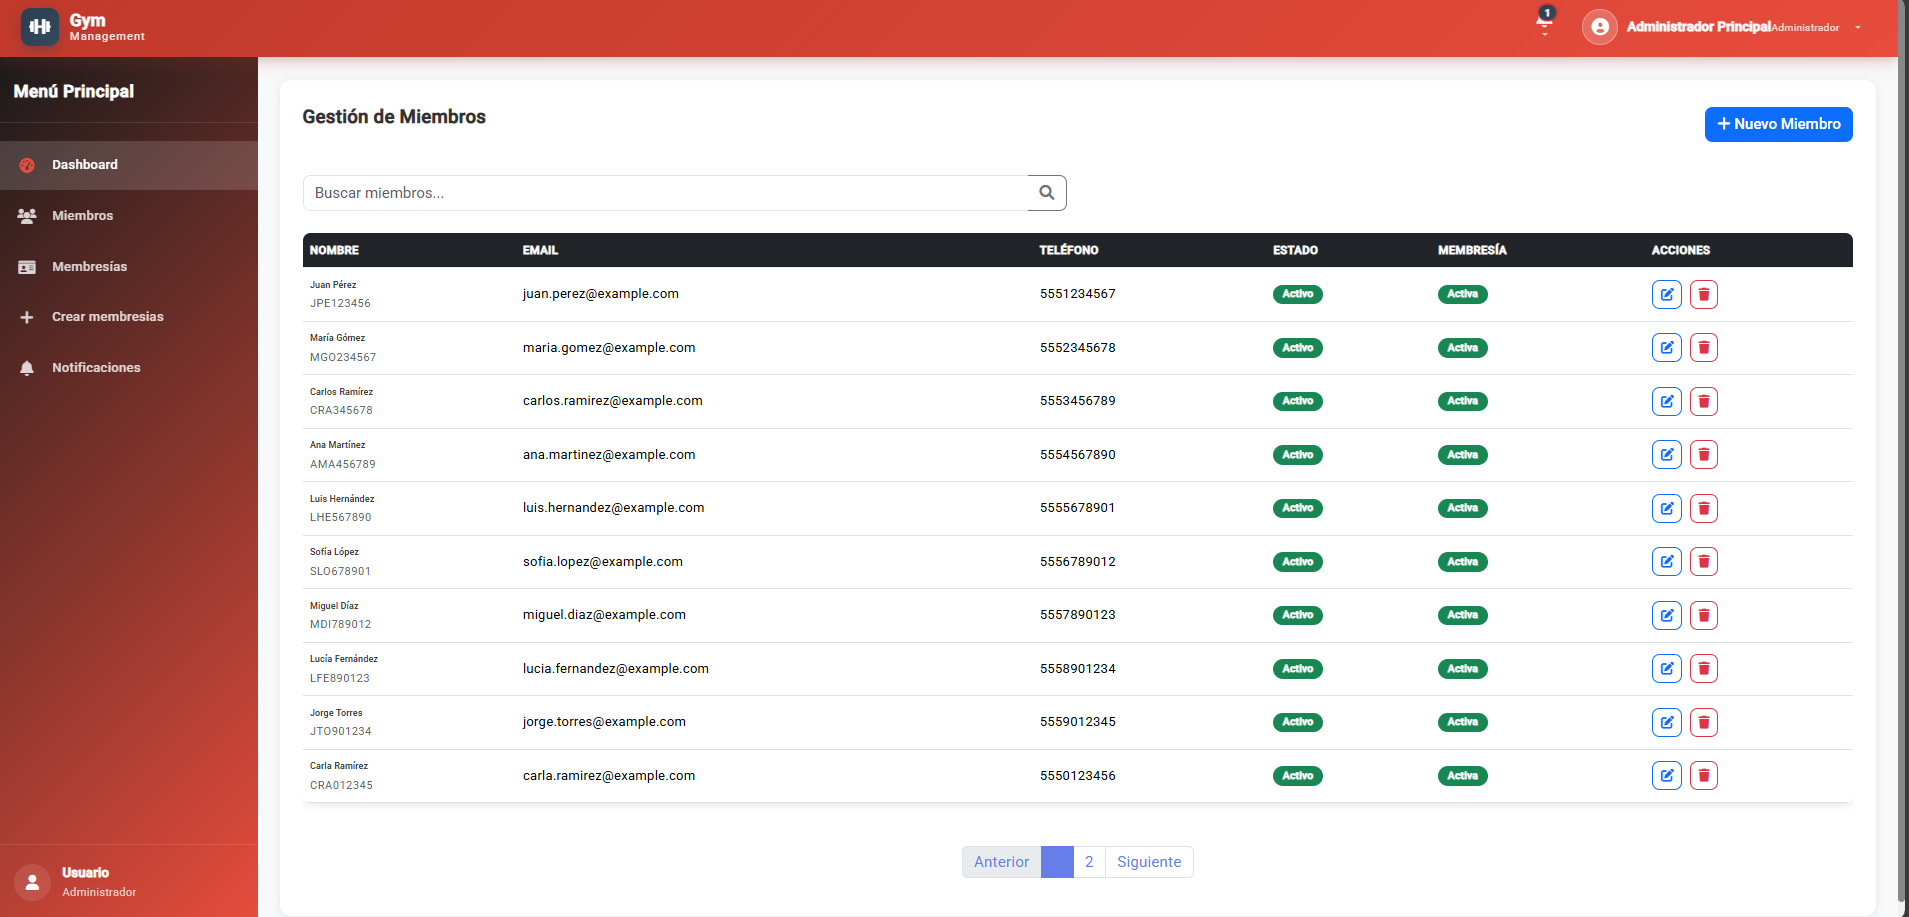 Gym
Management
1
Administrador Principal Administrador
Menú Principal
Dashboard
Miembros
Membresías
Crear membresias
Notificaciones
Usuario
Administrador
Gestión de Miembros
+ Nuevo Miembro
Buscar miembros...
NOMBRE EMAIL TELÉFONO ESTADO MEMBRESÍA ACCIONES
Juan Pérez
JPE123456 juan.perez@example.com 5551234567 Activo Activa
María Gómez
MGO234567 maria.gomez@example.com 5552345678 Activo Activa
Carlos Ramírez
CRA345678 carlos.ramirez@example.com 5553456789 Activo Activa
Ana Martínez
AMA456789 ana.martinez@example.com 5554567890 Activo Activa
Luis Hernández
LHE567890 luis.hernandez@example.com 5555678901 Activo Activa
Sofía López
SLO678901 sofia.lopez@example.com 5556789012 Activo Activa
Miguel Díaz
MDI789012 miguel.diaz@example.com 5557890123 Activo Activa
Lucía Fernández
LFE890123 lucia.fernandez@example.com 5558901234 Activo Activa
Jorge Torres
JTO901234 jorge.torres@example.com 5559012345 Activo Activa
Carla Ramírez
CRA012345 carla.ramirez@example.com 5550123456 Activo Activa
Anterior 2 Siguiente